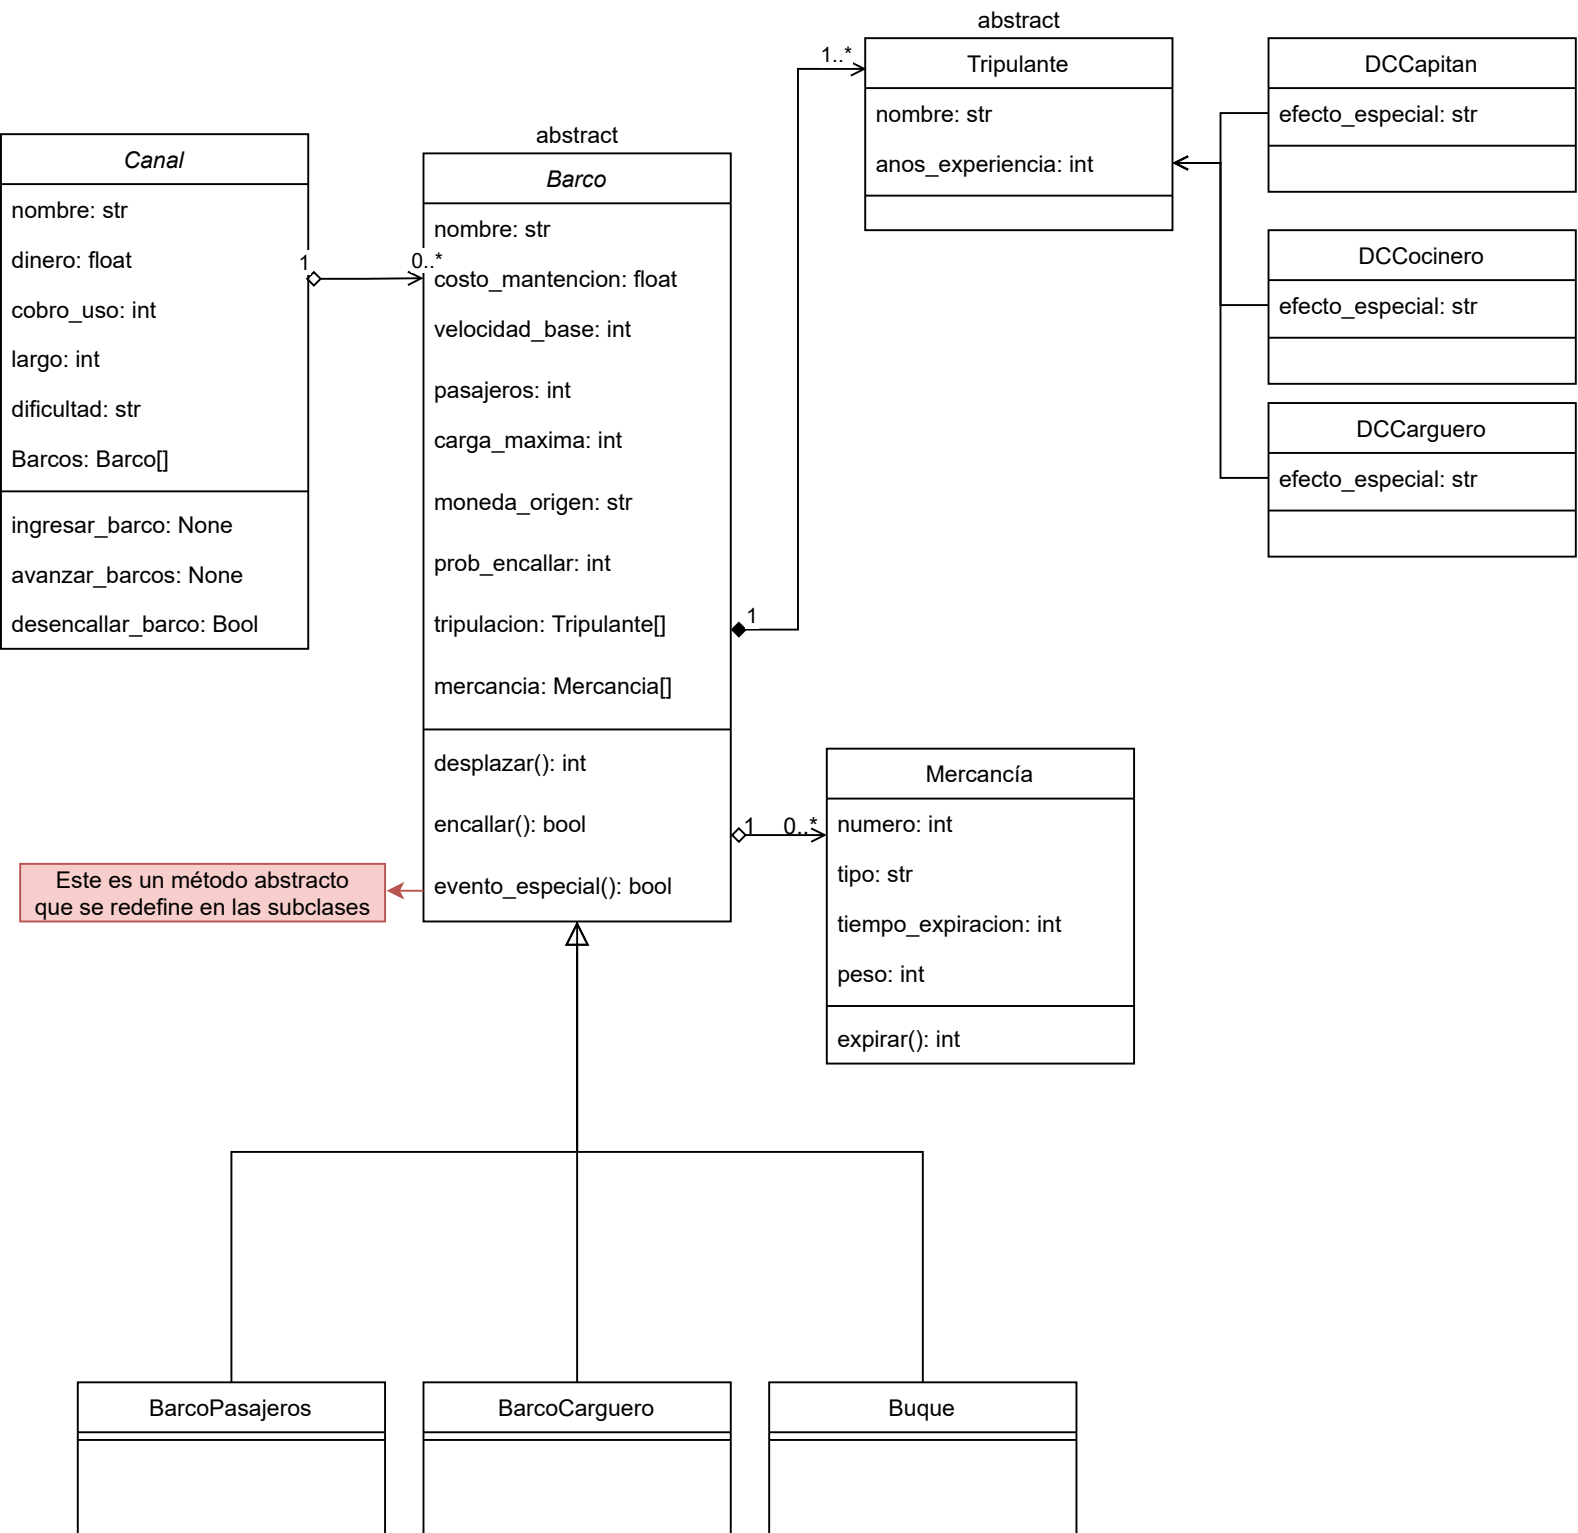 Canal
nombre: str
dinero: float
cobro_uso: int
largo: int
dificultad: str
Barcos: Barco[]
ingresar_barco: None
avanzar_barcos: None
desencallar_barco: Bool
1
0..*
abstract
Barco
nombre: str
costo_mantencion: float
velocidad_base: int
pasajeros: int
carga_maxima: int
moneda_origen: str
prob_encallar: int
tripulacion: Tripulante[]
mercancia: Mercancia[]
desplazar(): int
encallar(): bool
evento_especial(): bool
Este es un método abstracto
que se redefine en las subclases
1
1..*
abstract
Tripulante
nombre: str
anos_experiencia: int
DCCapitan
efecto_especial: str
DCCocinero
efecto_especial: str
DCCarguero
efecto_especial: str
1
0..*
Mercancía
numero: int
tipo: str
tiempo_expiracion: int
peso: int
expirar(): int
BarcoPasajeros
BarcoCarguero
Buque